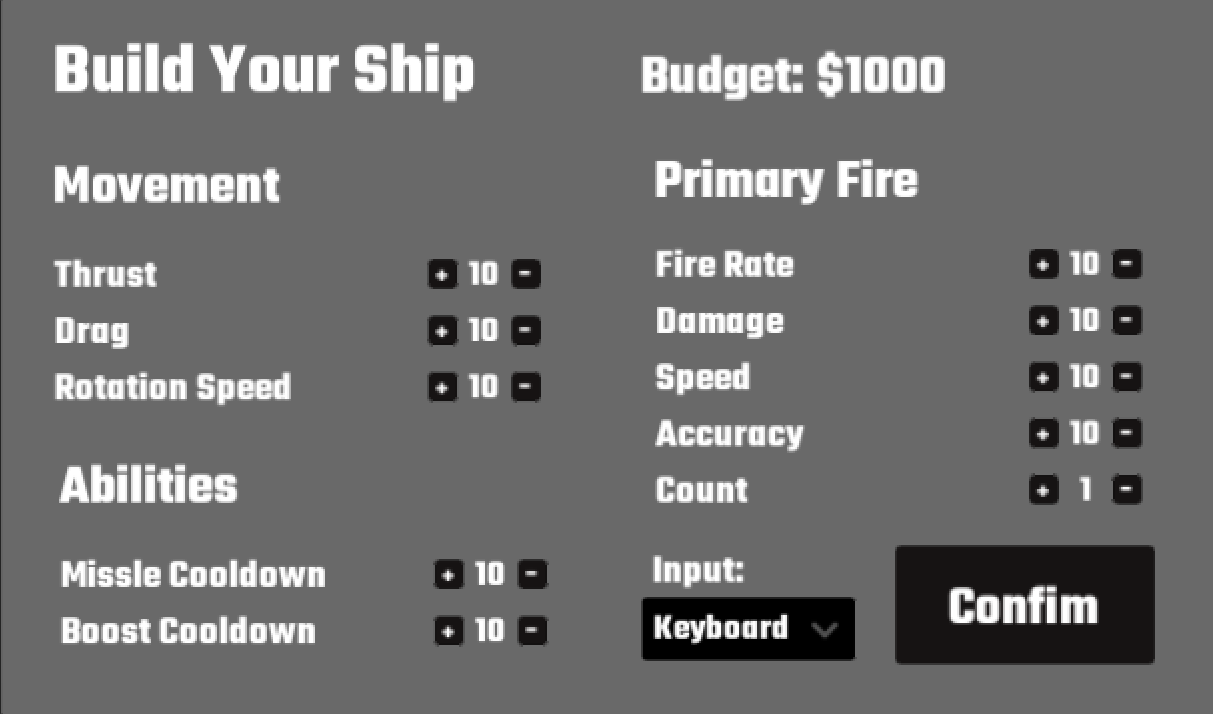 Build Your Ship
Budget: $1000
Movement
Thrust + 10 -
Drag + 10 -
Rotation Speed + 10 -
Abilities
Missle Cooldown + 10 -
Boost Cooldown + 10 -
Primary Fire
Fire Rate + 10 -
Damage + 10 -
Speed + 10 -
Accuracy + 10 -
Count + 1 -
Input:
Keyboard
Confim